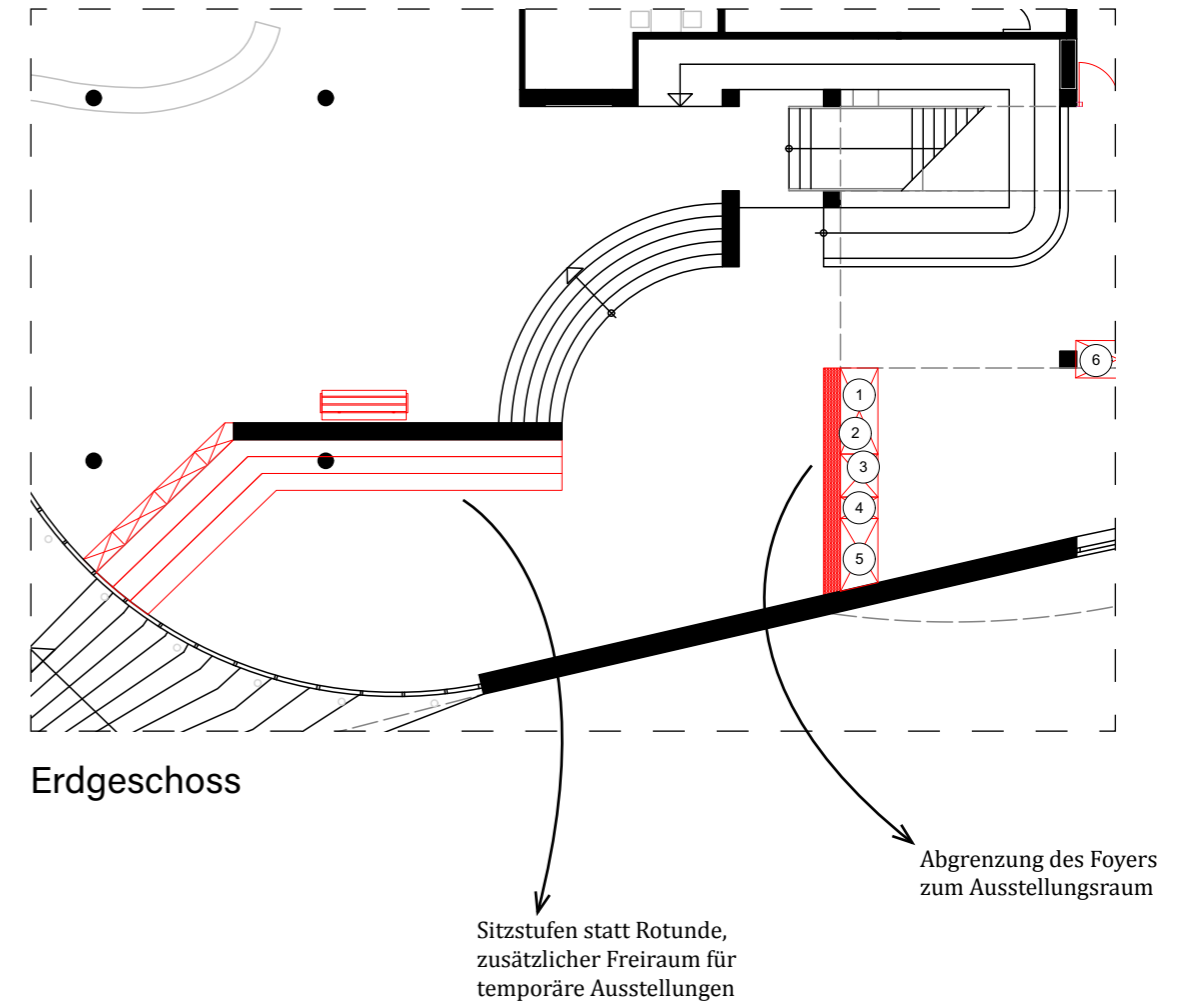 1
2
3
4
5
6
Erdgeschoss
Abgrenzung des Foyers
zum Ausstellungsraum
Sitzstufen statt Rotunde,
zusätzlicher Freiraum für
temporäre Ausstellungen